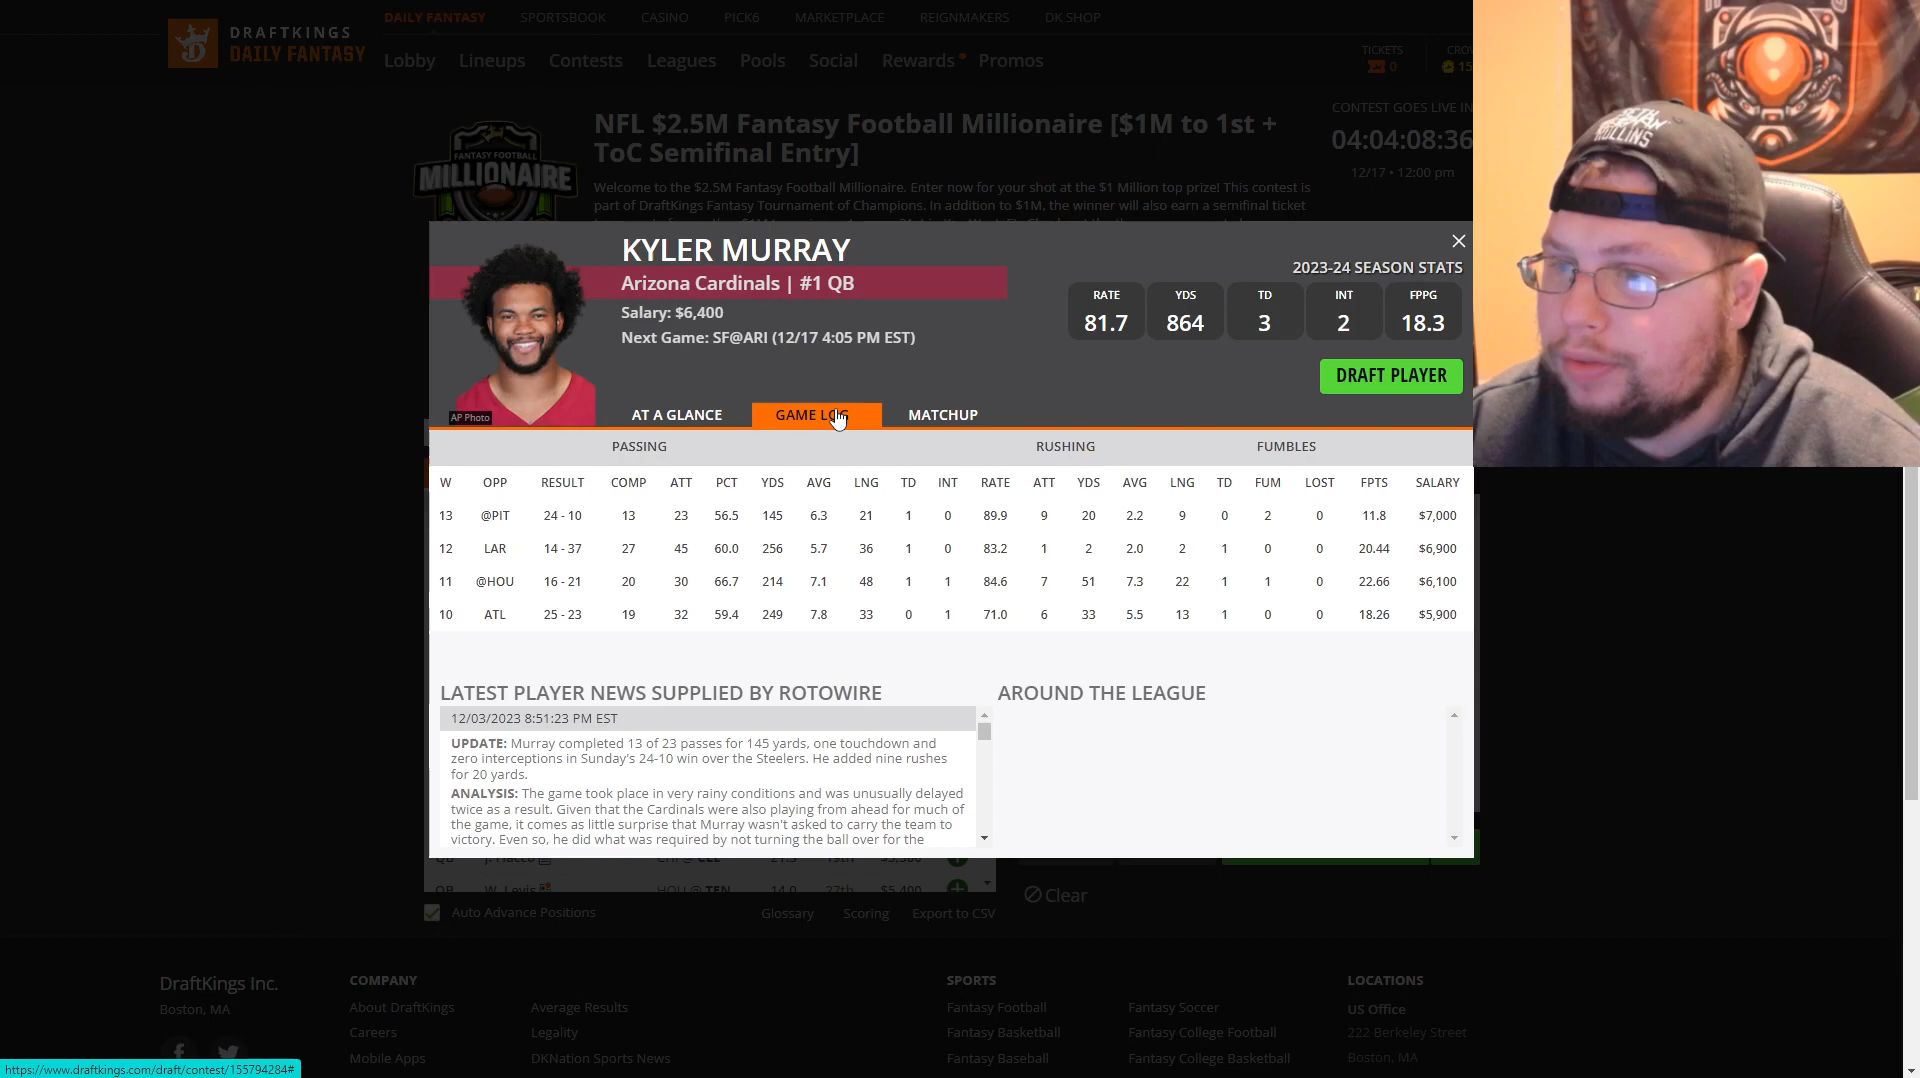 DAILY FANTASY SPORTSBOOK CASINO PICK6 MARKETPLACE REIGNMAKERS DK SHOP
DRAFTKINGS
DAILY FANTASY
Lobby Lineups Contests Leagues Pools Social Rewards Promos
TICKETS
0 15
NFL $2.5M Fantasy Football Millionaire [$1M to 1st +
ToC Semifinal Entry]
CONTEST GOES LIVE IN
04:04:08:36
12/17 • 12:00 pm
FANTASY FOOTBALL
MILLIONAIRE
Welcome to the $2.5M Fantasy Football Millionaire. Enter now for your shot at the $1 Million top prize! This contest is
part of DraftKings Fantasy Tournament of Champions. In addition to $1M, the winner will also earn a semifinal ticket
ROLLINS
KYLER MURRAY
Arizona Cardinals | #1 QB
Salary: $6,400
Next Game: SF@ARI (12/17 4:05 PM EST)
AP Photo
2023-24 SEASON STATS
RATE YDS TD INT FPPG
81.7 864 3 2 18.3
DRAFT PLAYER
AT A GLANCE GAME LOG MATCHUP
PASSING RUSHING FUMBLES
W OPP RESULT COMP ATT PCT YDS AVG LNG TD INT RATE ATT YDS AVG LNG TD FUM LOST FPTS SALARY
13 @PIT 24 - 10 13 23 56.5 145 6.3 21 1 0 89.9 9 20 2.2 9 0 2 0 11.8 $7,000
12 LAR 14 - 37 27 45 60.0 256 5.7 36 1 0 83.2 1 2 2.0 2 1 0 0 20.44 $6,900
11 @HOU 16 - 21 20 30 66.7 214 7.1 48 1 1 84.6 7 51 7.3 22 1 1 0 22.66 $6,100
10 ATL 25 - 23 19 32 59.4 249 7.8 33 0 1 71.0 6 33 5.5 13 1 0 0 18.26 $5,900
LATEST PLAYER NEWS SUPPLIED BY ROTOWIRE
12/03/2023 8:51:23 PM EST
UPDATE: Murray completed 13 of 23 passes for 145 yards, one touchdown and
zero interceptions in Sunday's 24-10 win over the Steelers. He added nine rushes
for 20 yards.
ANALYSIS: The game took place in very rainy conditions and was unusually delayed
twice as a result. Given that the Cardinals were also playing from ahead for much of
the game, it comes as little surprise that Murray wasn't asked to carry the team to
victory. Even so, he did what was required by not turning the ball over for the
AROUND THE LEAGUE
QB W. Levis HOU @ TEN 14.0 27th $5,400
Clear
Auto Advance Positions Glossary Scoring Export to CSV
DraftKings Inc.
Boston, MA
COMPANY
About DraftKings Average Results
Careers Legality
Mobile Apps DKNation Sports News
SPORTS
Fantasy Football Fantasy Soccer
Fantasy Basketball Fantasy College Football
Fantasy Baseball Fantasy College Basketball
LOCATIONS
US Office
222 Berkeley Street
Boston, MA
https://www.draftkings.com/draft/contest/155794284#